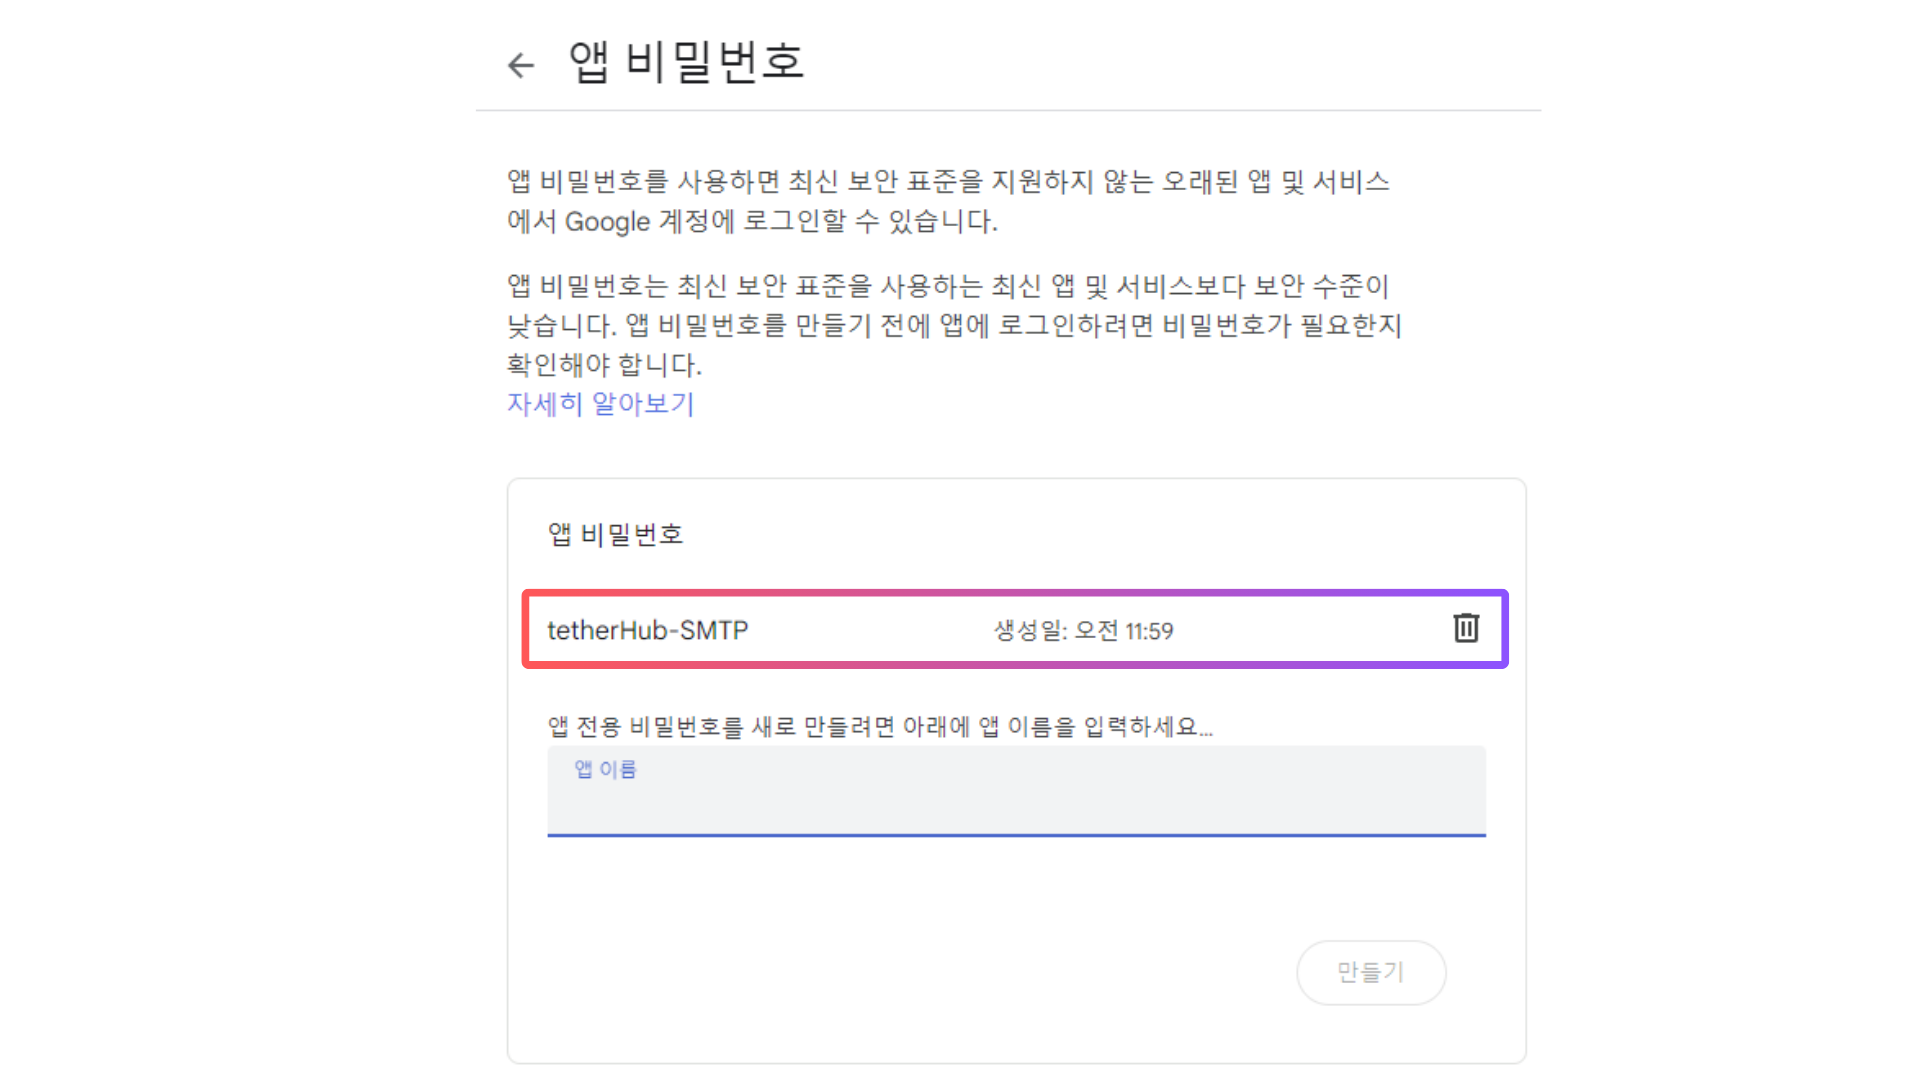 앱 비밀번호
앱 비밀번호를 사용하면 최신 보안 표준을 지원하지 않는 오래된 앱 및 서비스
에서 Google 계정에 로그인할 수 있습니다.
앱 비밀번호는 최신 보안 표준을 사용하는 최신 앱 및 서비스보다 보안 수준이
낮습니다. 앱 비밀번호를 만들기 전에 앱에 로그인하려면 비밀번호가 필요한지
확인해야 합니다.
자세히 알아보기
앱 비밀번호
tetherHub-SMTP 생성일: 오전 11:59
앱 전용 비밀번호를 새로 만들려면 아래에 앱 이름을 입력하세요...
앱 이름
만들기